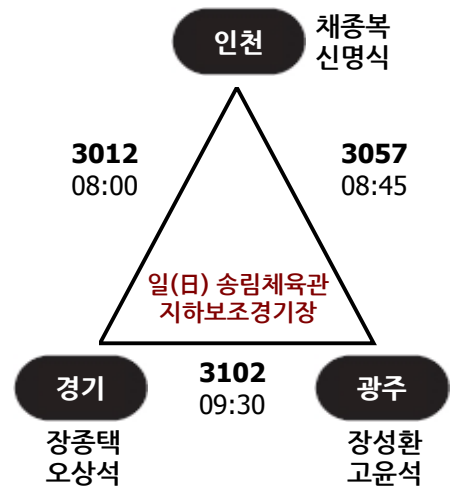 인천
채종복
신명식
3012
08:00
3057
08:45
일(日) 송림체육관
지하보조경기장
경기
3102
09:30
광주
장종택
오상석
장성환
고윤석